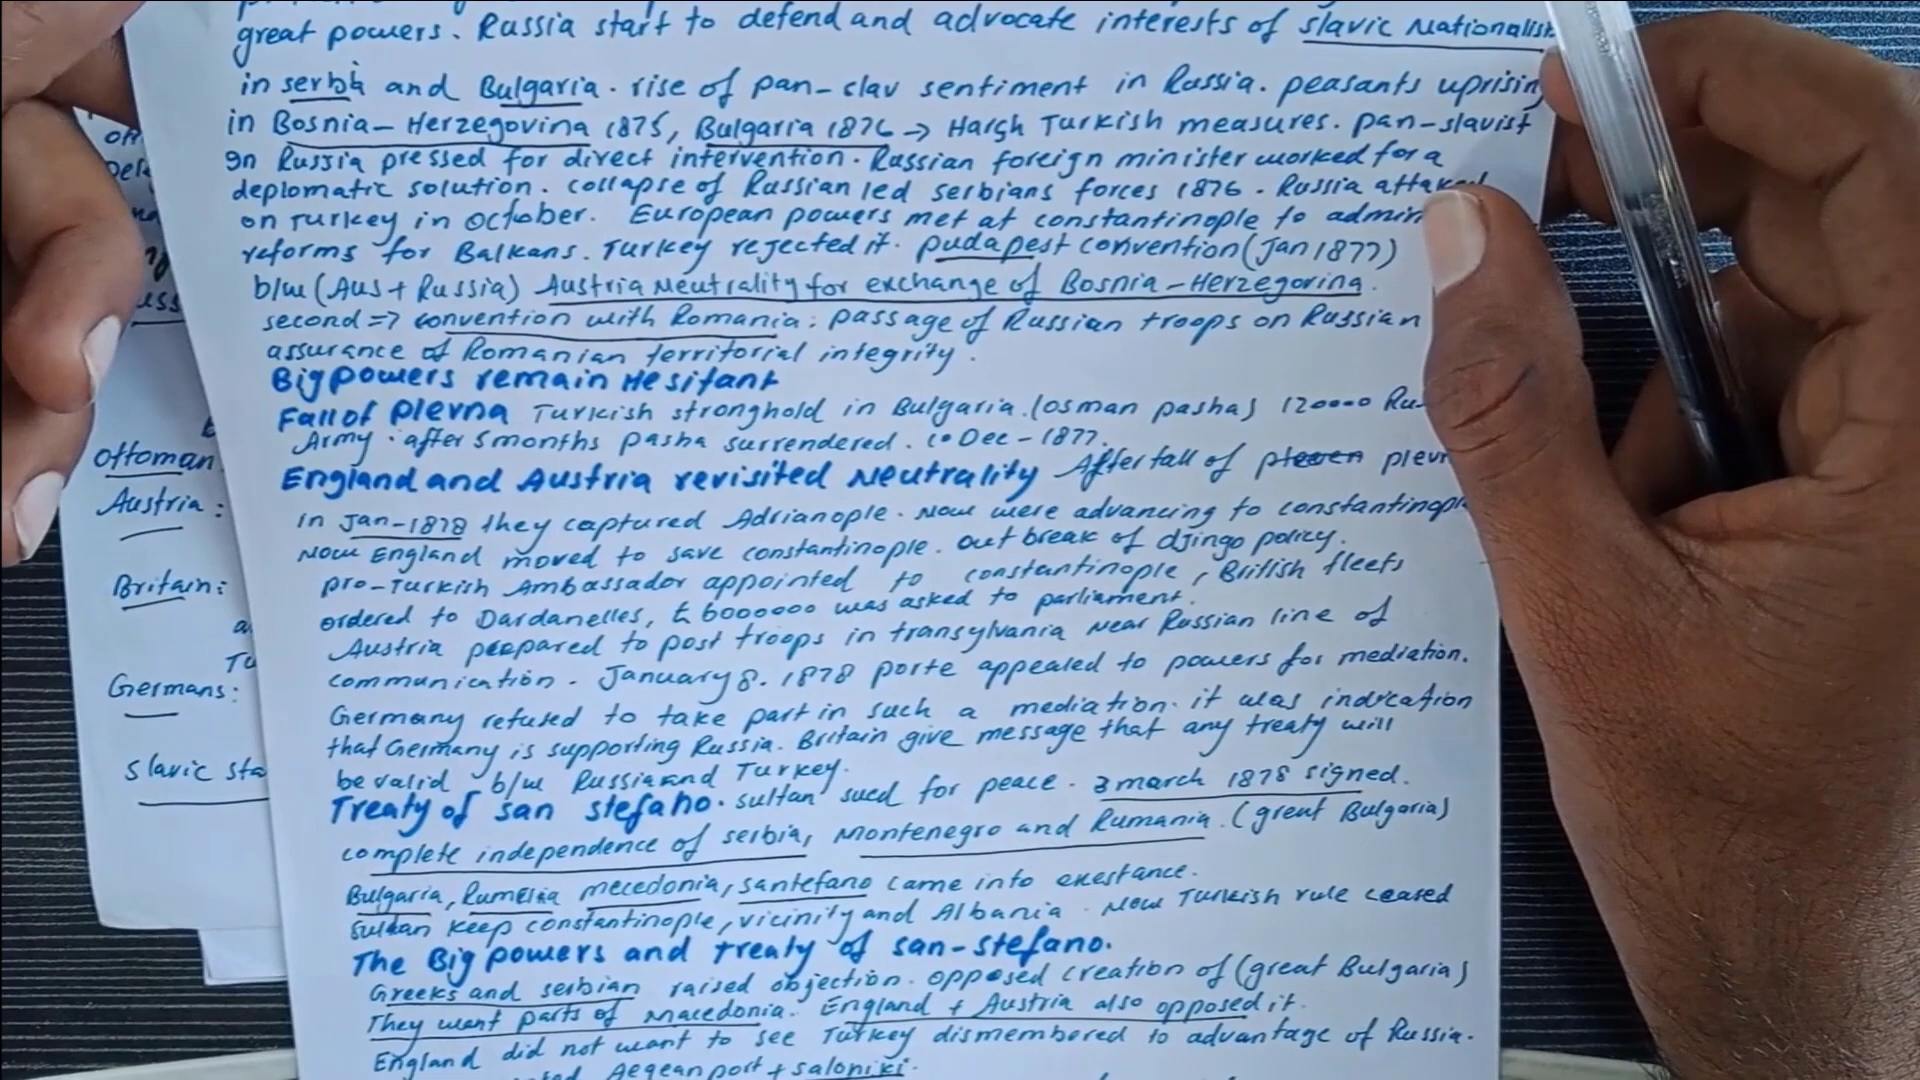 great powers. Russia start to defend and advocate interests of slavic Nationalist
in serbia and Bulgaria. rise of pan-slav sentiment in Russia. peasants uprising
in Bosnia-Herzegovina 1875, Bulgaria 1876 → Harsh Turkish measures. pan-slavist
In Russia pressed for direct intervention. Russian foreign minister worked for a
deplomatic solution. collapse of Russian led serbians forces 1876. Russia attaked
on Turkey in October. European powers met at constantinople to admin
reforms for Balkans. Turkey rejected it. pudapest convention (Jan 1877)
b/w (Aus + Russia) Austria Neutrality for exchange of Bosnia-Herzegovina.
second => convention with Romania: passage of Russian troops on Russian
assurance of Romanian territorial integrity.
Big powers remain Hesitant
Fall of Plevna Turkish stronghold in Bulgaria. (osman pasha) 120000 Ru
Army. after 5 months pasha surrendered. 10 Dec-1877.
England and Austria revisited Neutrality After fall of pleven plevn
in Jan-1878 they captured Adrianople. Now were advancing to constantinople
Now England moved to save constantinople. out break of djingo policy.
pro-Turkish Ambassador appointed to constantinople, British fleets
ordered to Dardanelles, £ 6000000 was asked to parliament.
Austria prepared to post troops in transylvania near Russian line of
communication. January 8. 1878 porte appealed to powers for mediation.
Germany refused to take part in such a mediation. it was indication
that Germany is supporting Russia. Britain give message that any treaty will
be valid b/w Russia and Turkey.
Treaty of san stefano. sultan sued for peace. 3 march 1878 signed.
complete independence of serbia, Montenegro and Rumania. (great Bulgaria)
Bulgaria, Rumelia mecedonia, santefano came into exestance.
sultan keep constantinople, vicinity and Albania. Now Turkish rule ceased
The Big powers and treaty of san-stefano.
Greeks and serbian raised objection. opposed creation of (great Bulgaria)
They want parts of Macedonia. England + Austria also opposed it.
England did not want to see Turkey dismembered to advantage of Russia.
Aegean port + saloniki.
ottoman
Austria:
Britain:
Germans:
slavic sta